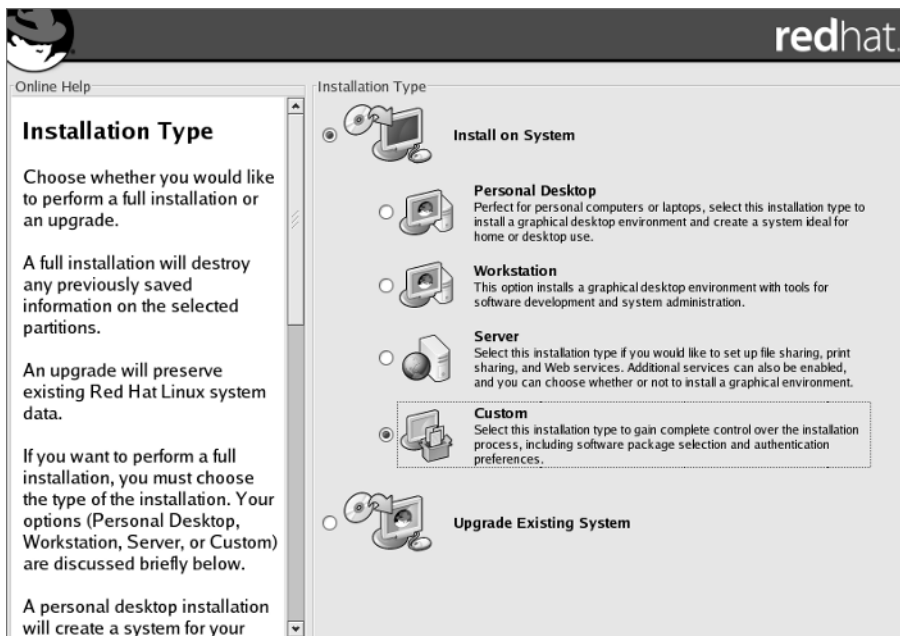 redhat.
Online Help
Installation Type
Choose whether you would like
to perform a full installation or
an upgrade.
A full installation will destroy
any previously saved
information on the selected
partitions.
An upgrade will preserve
existing Red Hat Linux system
data.
If you want to perform a full
installation, you must choose
the type of the installation. Your
options (Personal Desktop,
Workstation, Server, or Custom)
are discussed briefly below.
A personal desktop installation
will create a system for your
Installation Type
Install on System
Personal Desktop
Perfect for personal computers or laptops, select this installation type to
install a graphical desktop environment and create a system ideal for
home or desktop use.
Workstation
This option installs a graphical desktop environment with tools for
software development and system administration.
Server
Select this installation type if you would like to set up file sharing, print
sharing, and Web services. Additional services can also be enabled,
and you can choose whether or not to install a graphical environment.
Custom
Select this installation type to gain complete control over the installation
process, including software package selection and authentication
preferences.
Upgrade Existing System